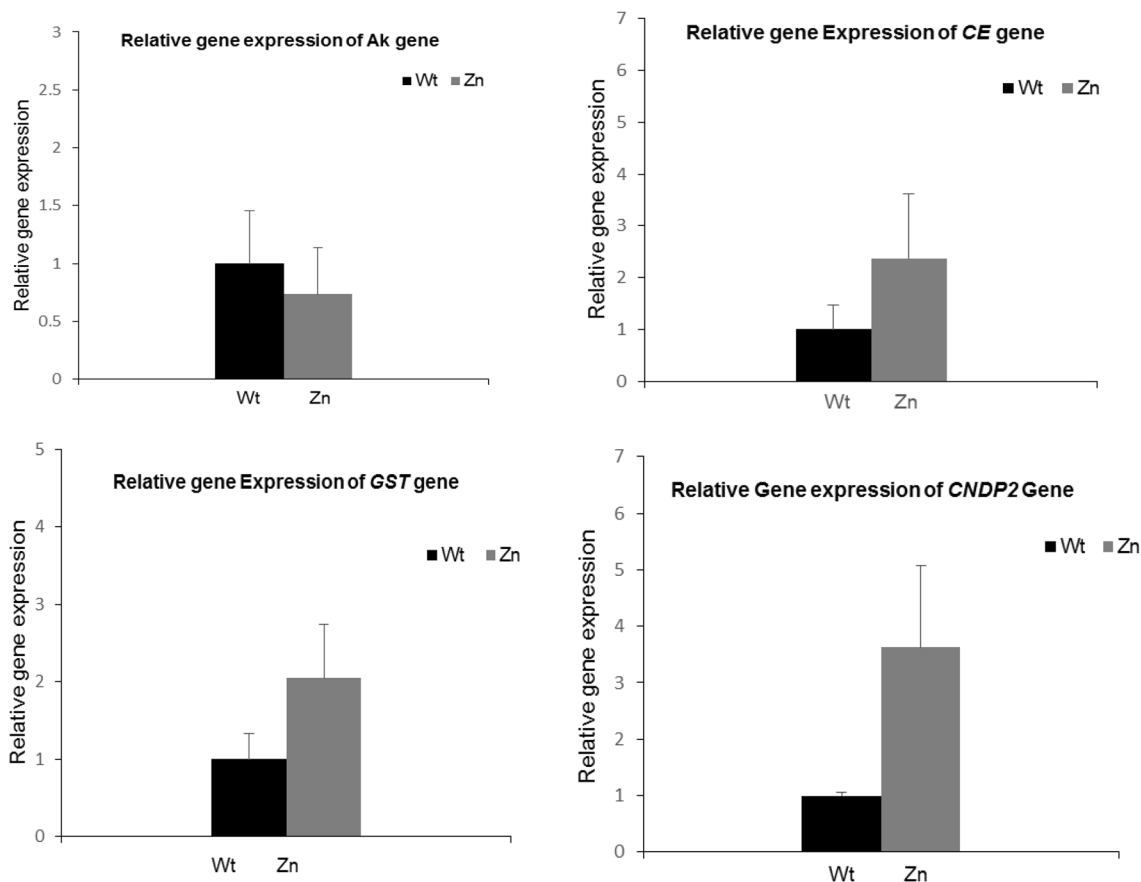 Relative gene expression of Ak gene
Wt Zn
Relative gene expression
3
2.5
2
1.5
1
0.5
0
Wt Zn
Relative gene Expression of CE gene
Wt Zn
Relative gene expression
7
6
5
4
3
2
1
0
Wt Zn
Relative gene Expression of GST gene
Wt Zn
Relative gene expression
5
4
3
2
1
0
Wt Zn
Relative Gene expression of CNDP2 Gene
Wt Zn
Relative gene expression
7
6
5
4
3
2
1
0
Wt Zn